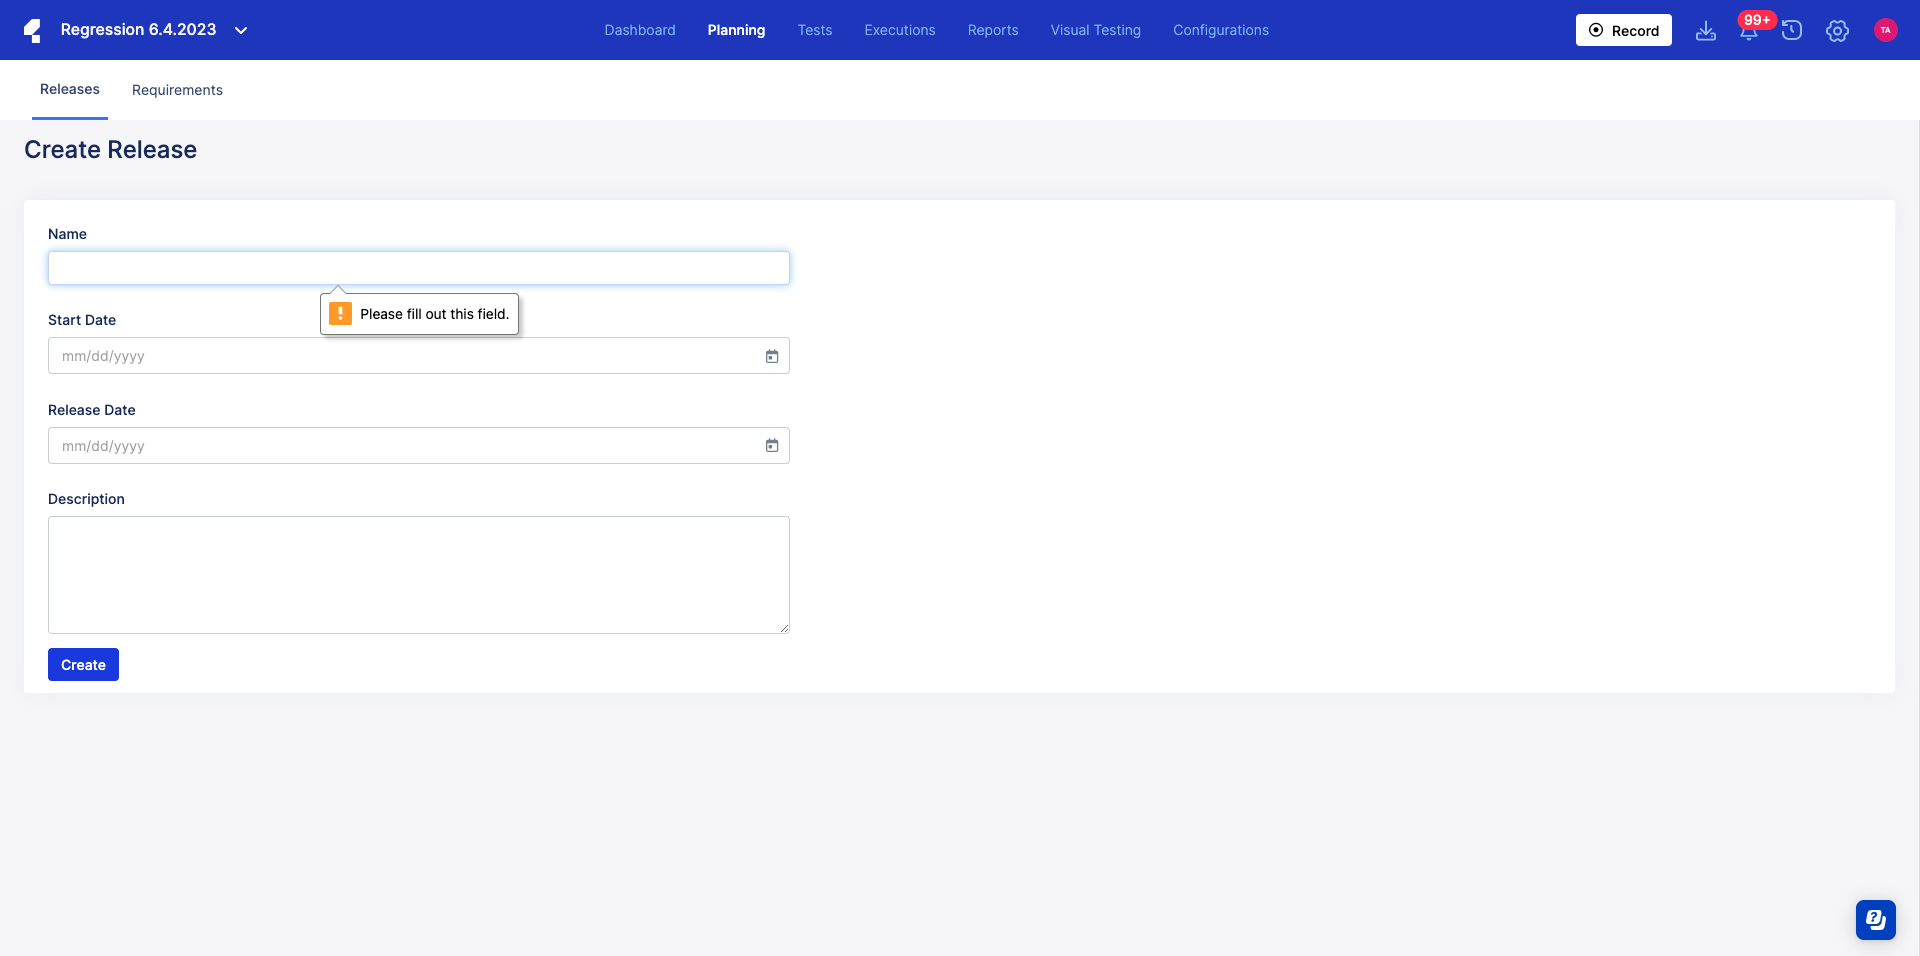 Regression 6.4.2023
Dashboard
Planning
Tests
Executions
Reports
Visual Testing
Configurations
Record
99+
TA
Releases
Requirements
Create Release
Name
Please fill out this field.
Start Date
mm/dd/yyyy
Release Date
mm/dd/yyyy
Description
Create